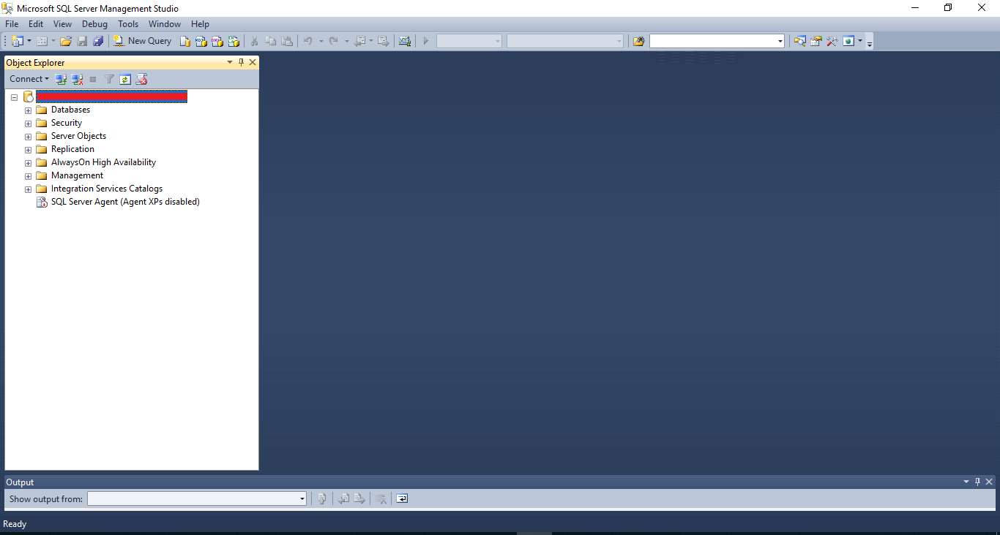 Microsoft SQL Server Management Studio
File Edit View Debug Tools Window Help
New Query
Object Explorer
Connect
Databases
Security
Server Objects
Replication
AlwaysOn High Availability
Management
Integration Services Catalogs
SQL Server Agent (Agent XPs disabled)
Output
Show output from:
Ready